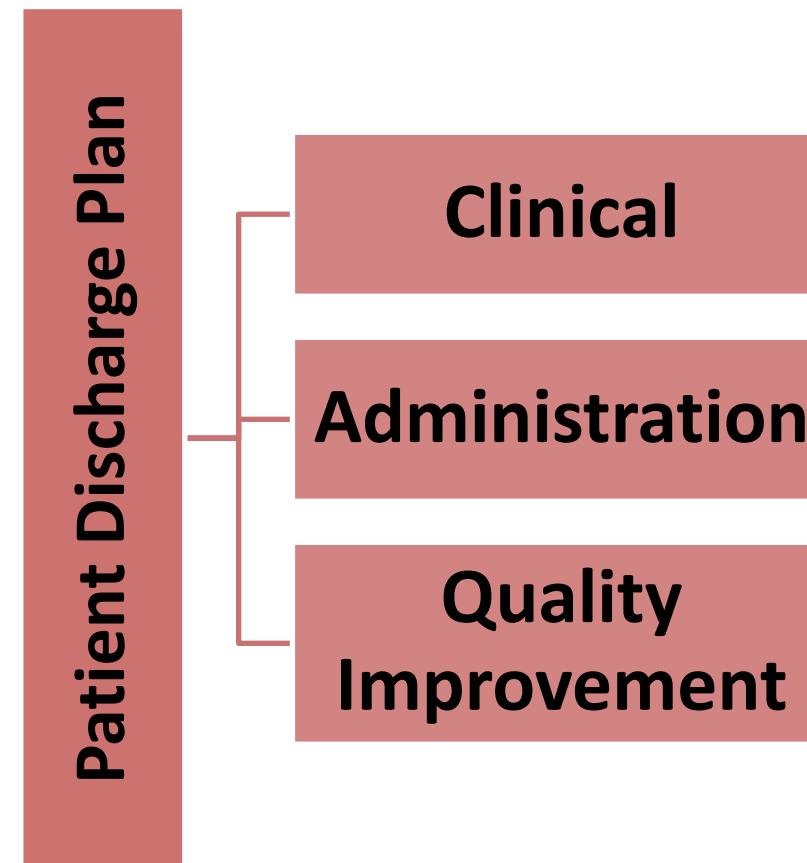 Patient Discharge Plan
Clinical
Administration
Quality
Improvement